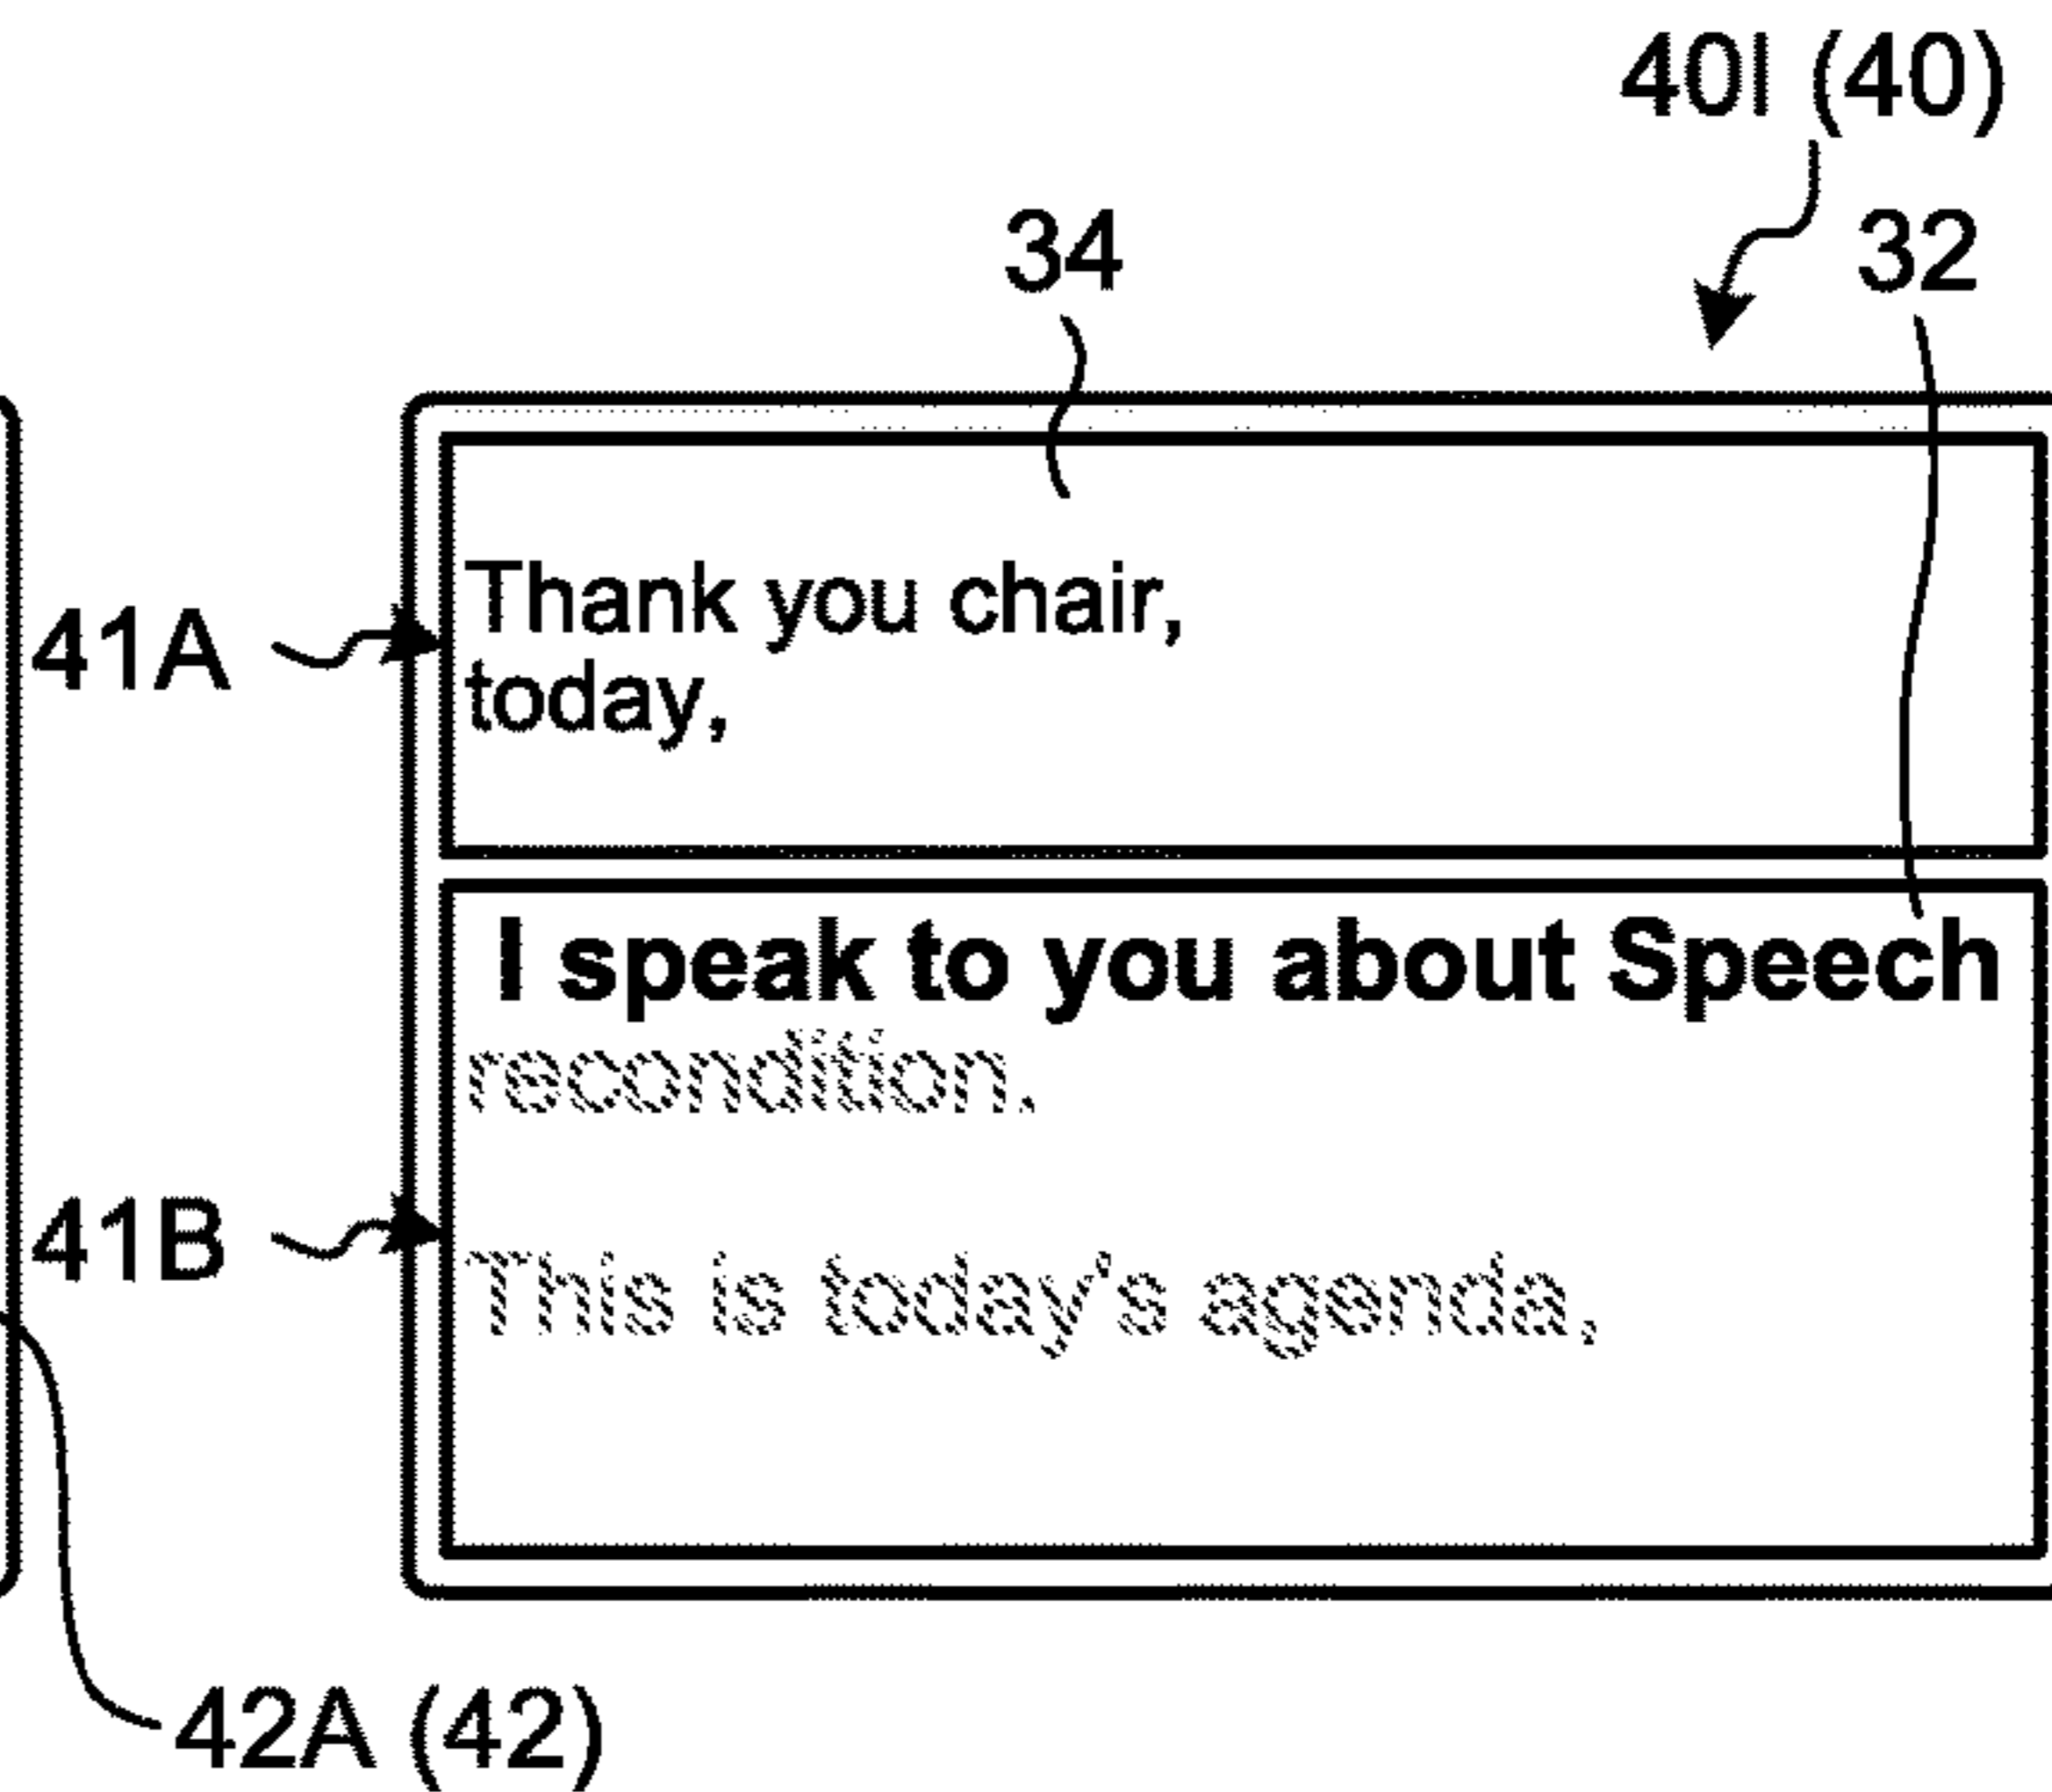 40I (40)
34
32
41A
Thank you chair,
today,
I speak to you about Speech
recondition.
41B
This is today's agenda,
42A (42)